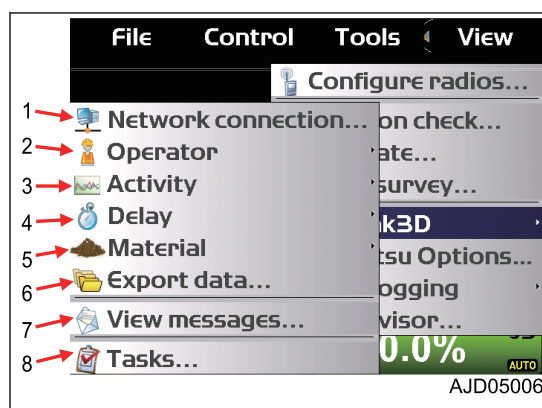 File Control Tools View
Configure radios...
1 Network connection... on check...
2 Operator ate...
3 Activity survey...
4 Delay k3D
5 Material tsu Options...
6 Export data... ogging
7 View messages... visor...
8 Tasks... 0.0% AUTO
AJD05006